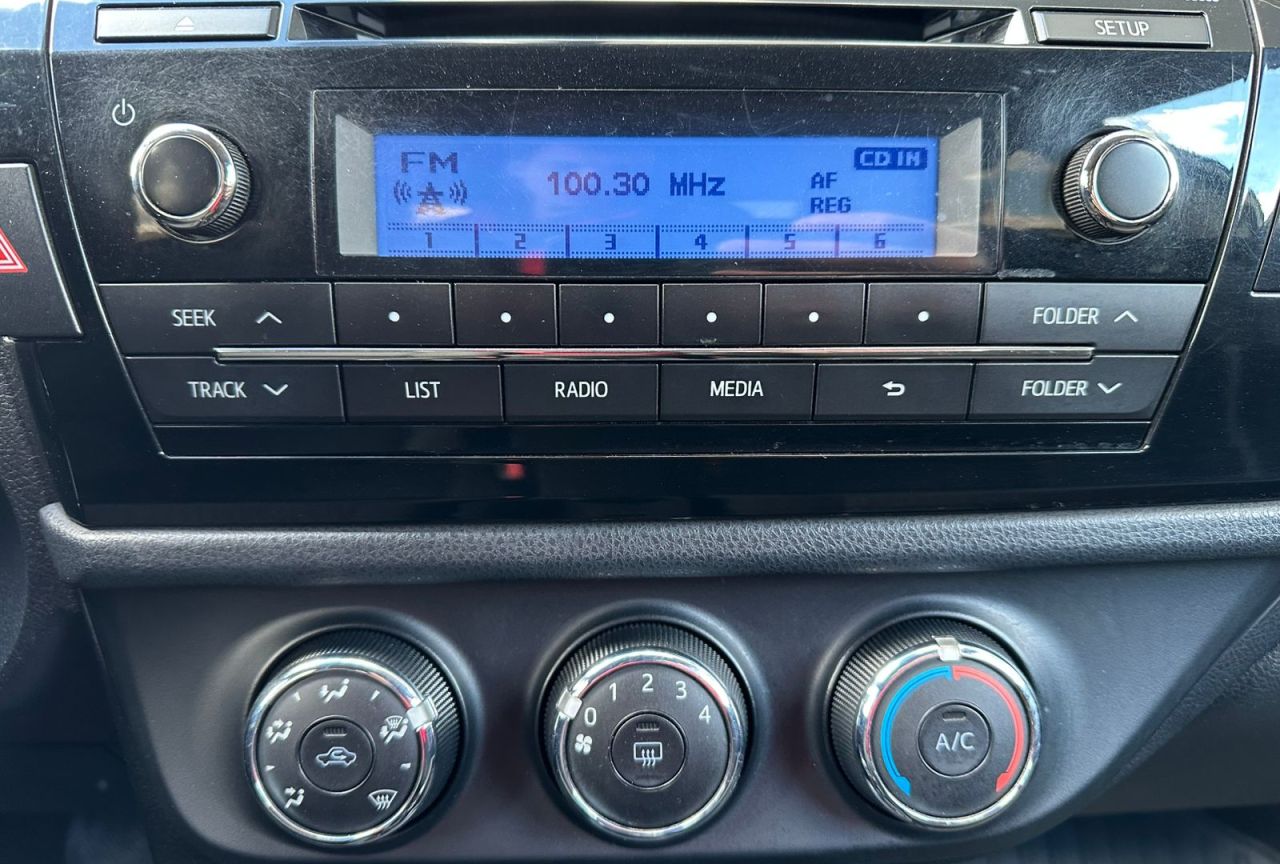 SETUP
FM
CD IN
100.30 MHz
AF
REG
1 2 3 4 5 6
SEEK
FOLDER
TRACK LIST RADIO MEDIA FOLDER
0 1 2 3 4
A/C